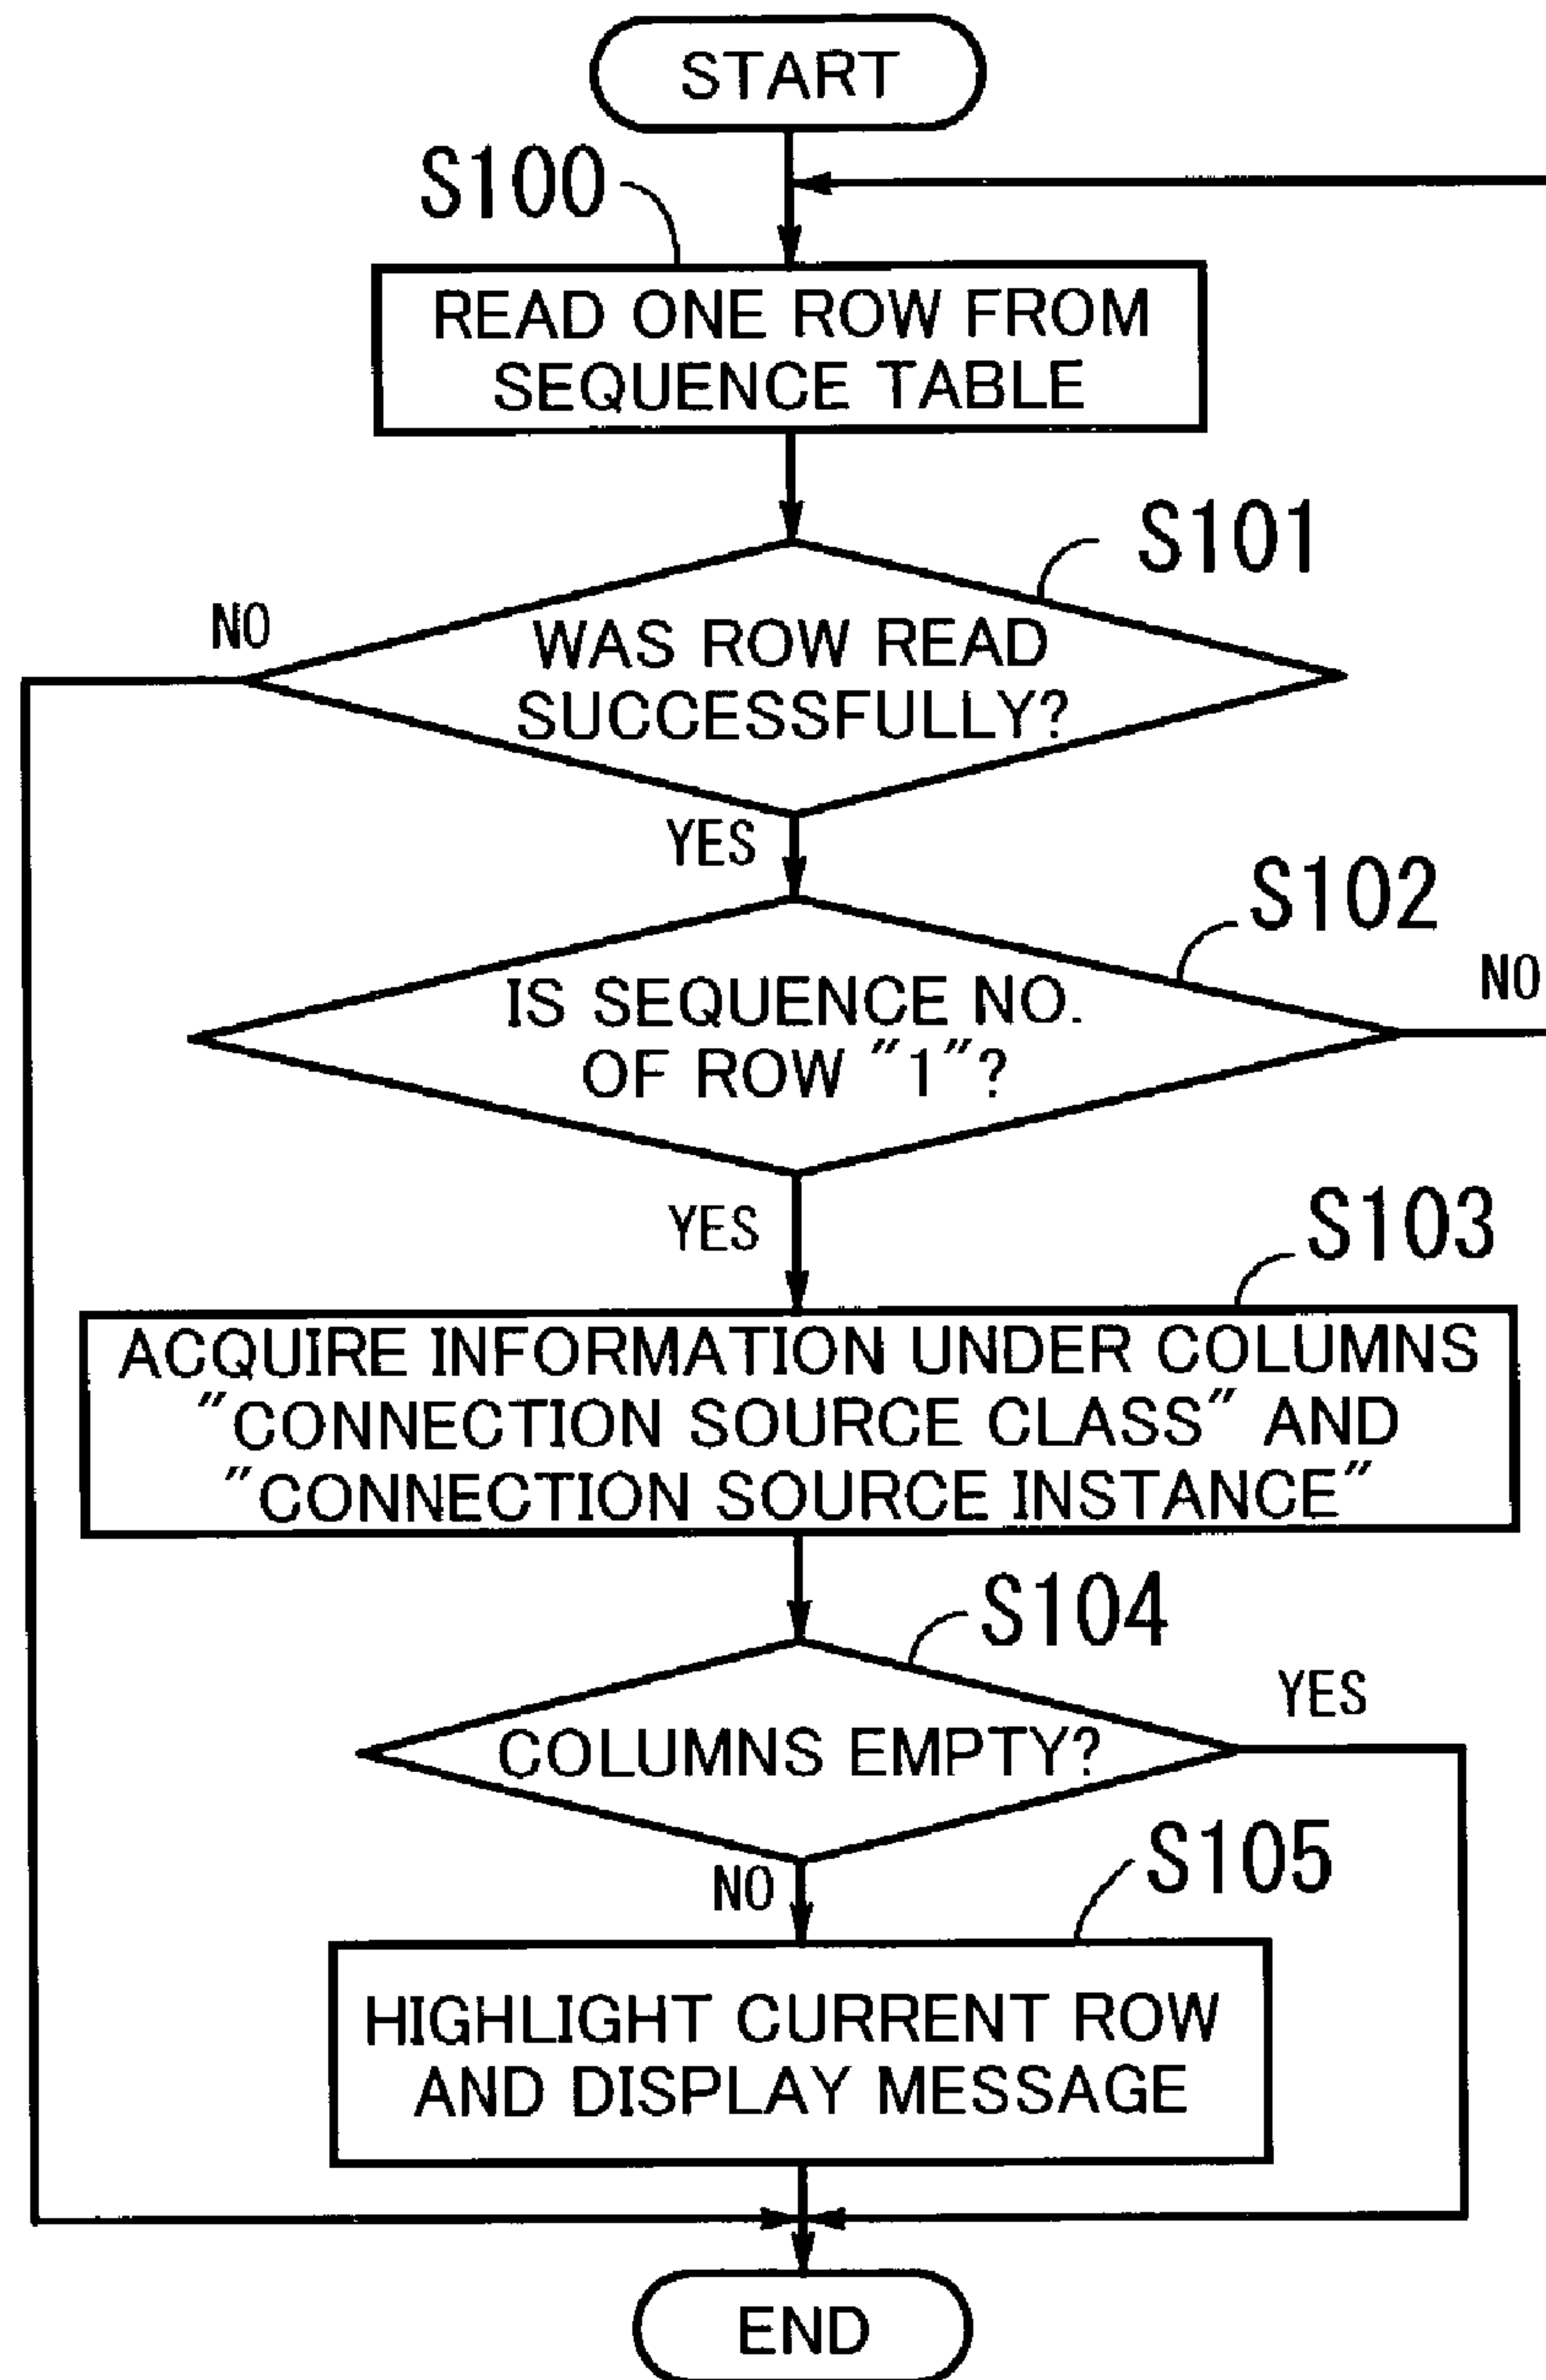 START
S100
READ ONE ROW FROM
SEQUENCE TABLE
S101
NO
WAS ROW READ
SUCCESSFULLY?
YES
S102
NO
IS SEQUENCE NO.
OF ROW "1"?
YES
S103
ACQUIRE INFORMATION UNDER COLUMNS
"CONNECTION SOURCE CLASS" AND
"CONNECTION SOURCE INSTANCE"
S104
YES
COLUMNS EMPTY?
S105
NO
HIGHLIGHT CURRENT ROW
AND DISPLAY MESSAGE
END